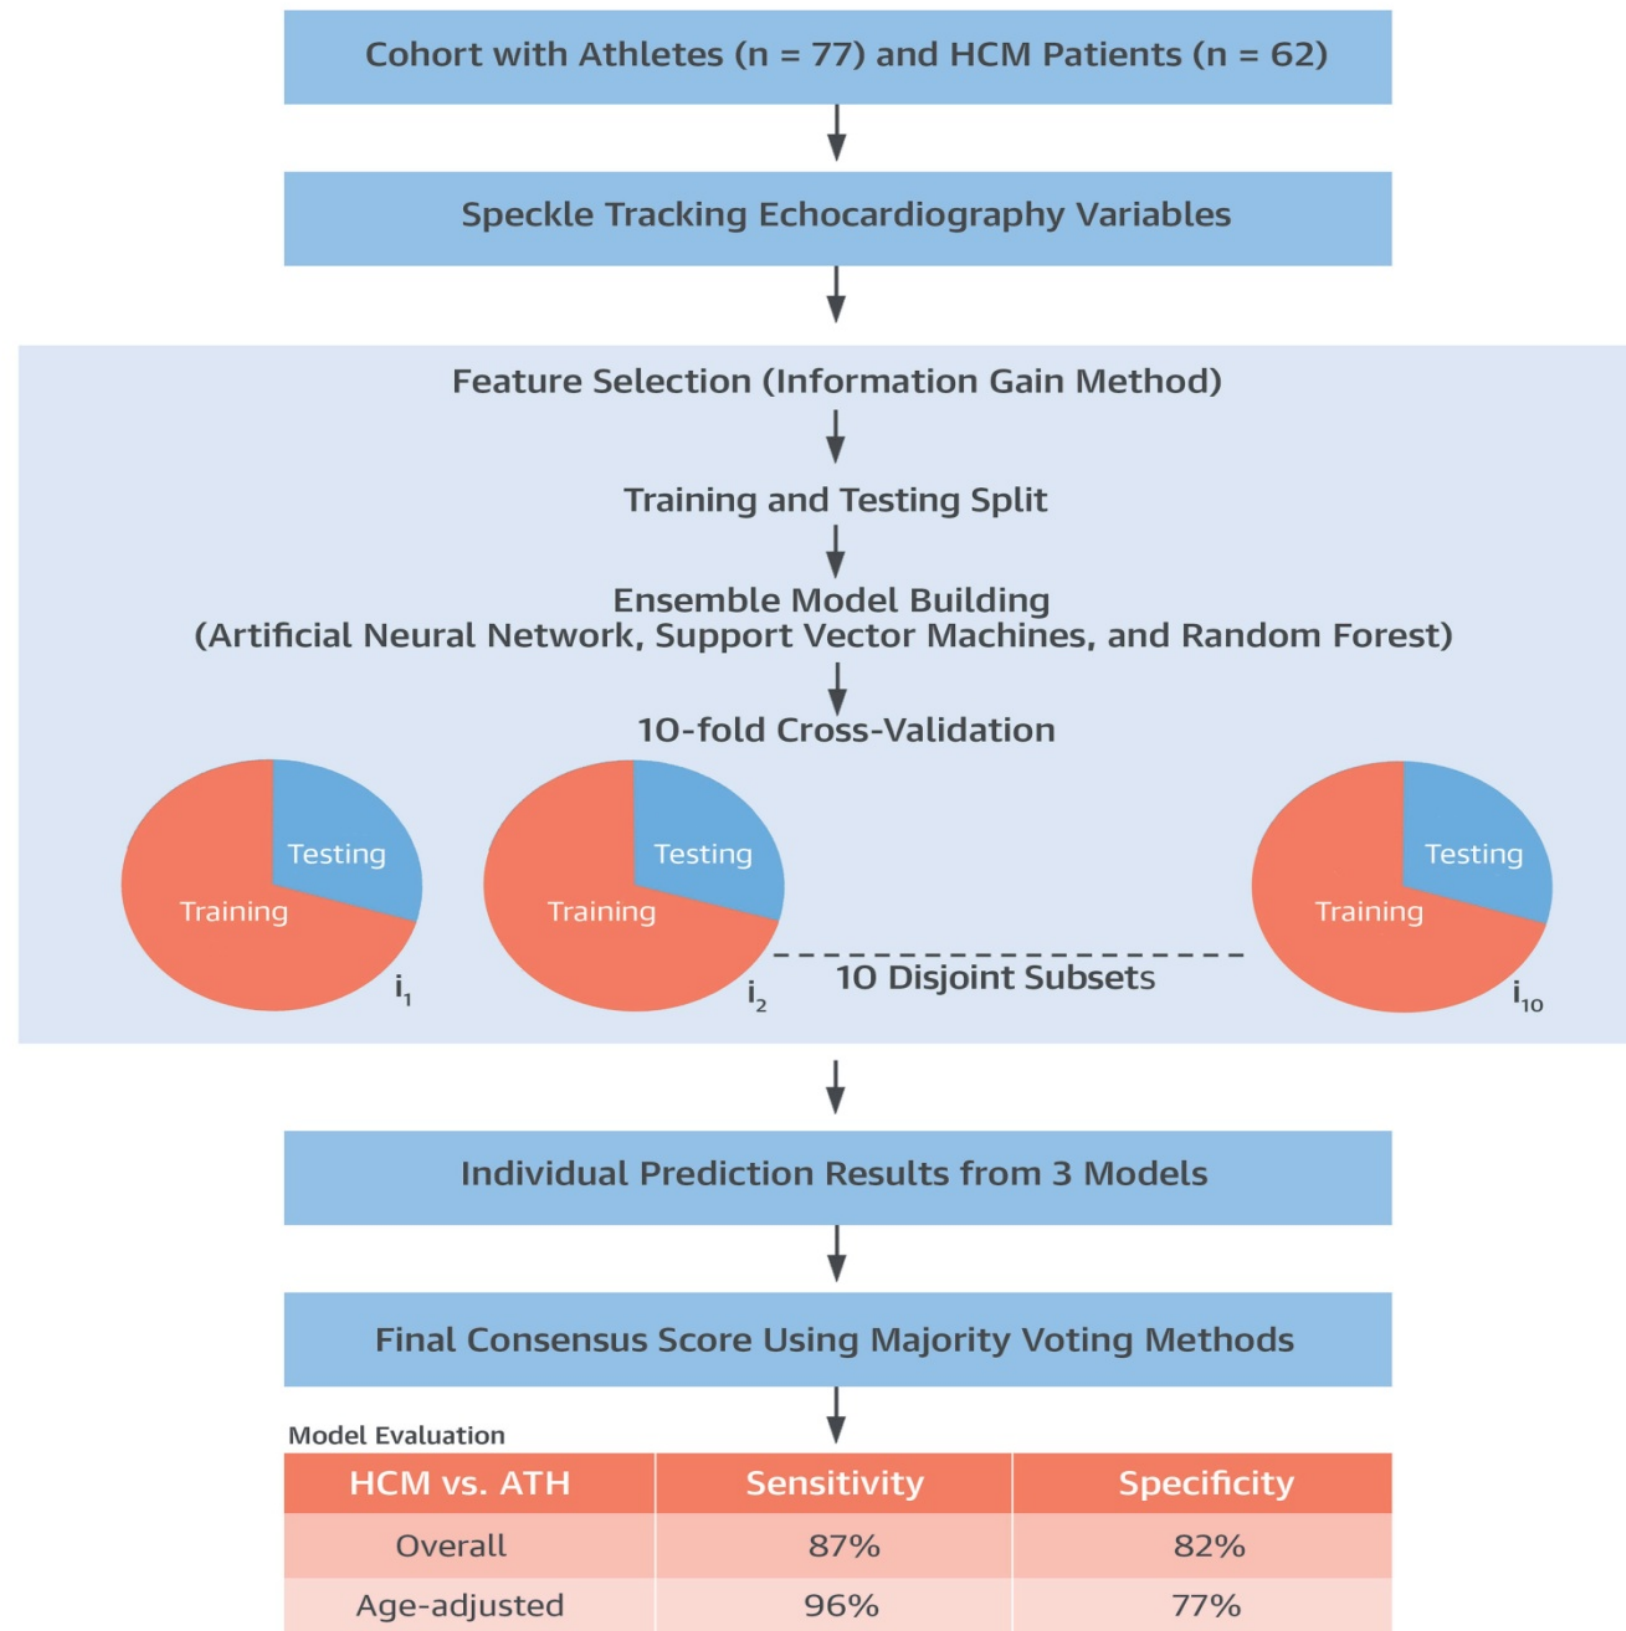 Cohort with Athletes (n = 77) and HCM Patients (n = 62)
Speckle Tracking Echocardiography Variables
Feature Selection (Information Gain Method)
Training and Testing Split
Ensemble Model Building
(Artificial Neural Network, Support Vector Machines, and Random Forest)
10-fold Cross-Validation
Testing
Training
i₁
Testing
Training
i₂
10 Disjoint Subsets
Testing
Training
i₁₀
Individual Prediction Results from 3 Models
Final Consensus Score Using Majority Voting Methods
Model Evaluation
HCM vs. ATH Sensitivity Specificity
Overall 87% 82%
Age-adjusted 96% 77%